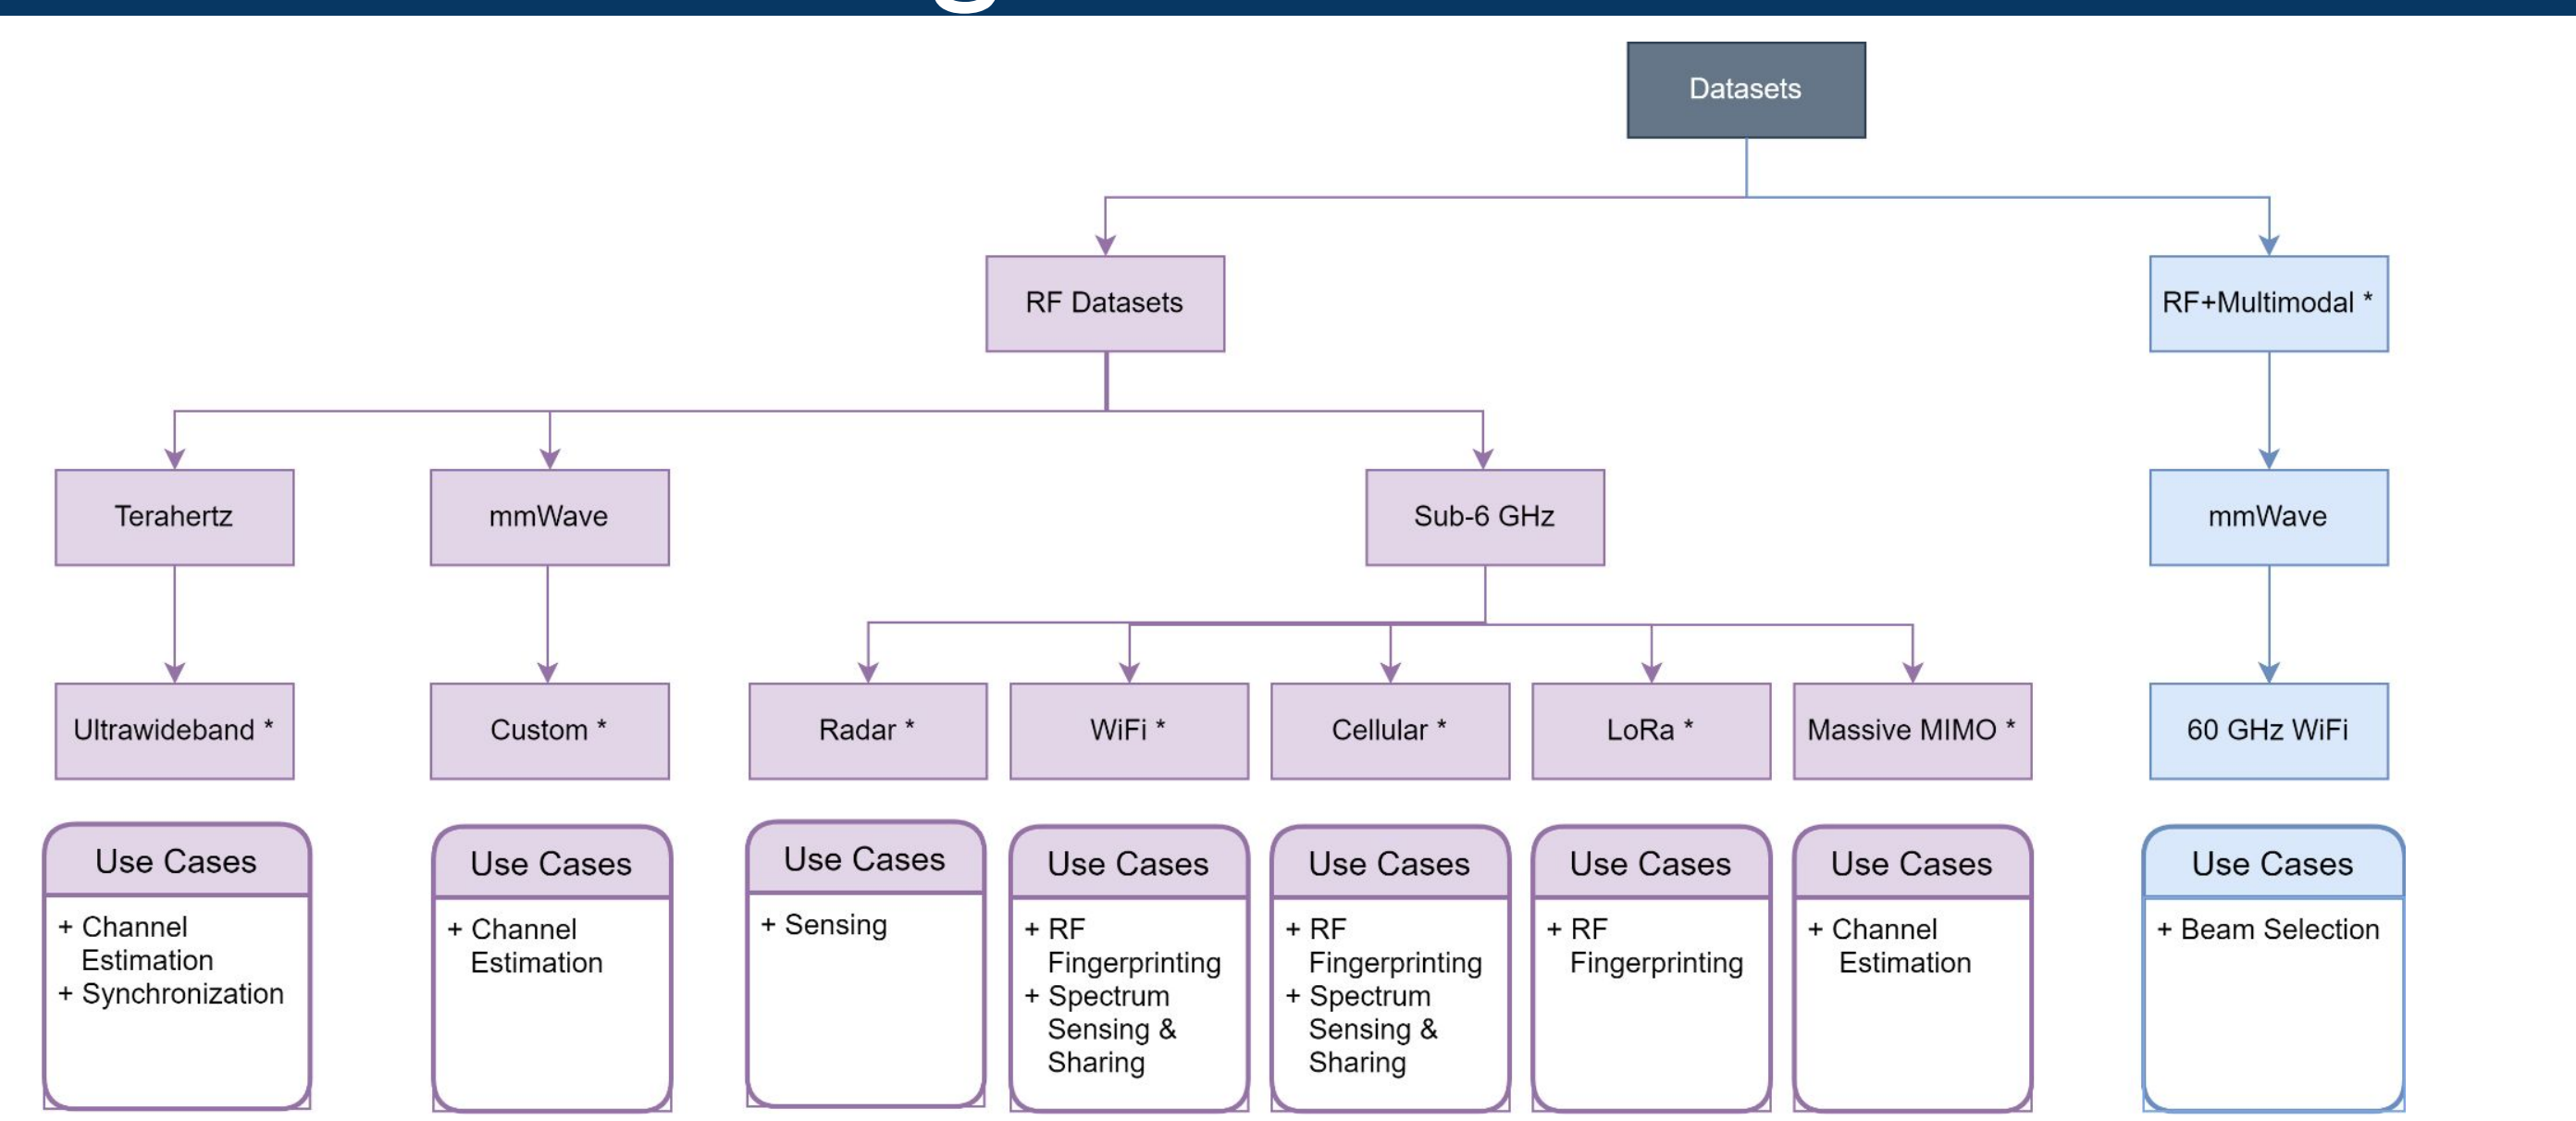 Datasets
RF Datasets
RF+Multimodal *
Terahertz
mmWave
Sub-6 GHz
mmWave
Ultrawideband *
Custom *
Radar *
WiFi *
Cellular *
LoRa *
Massive MIMO *
60 GHz WiFi
Use Cases
+ Channel
Estimation
+ Synchronization
Use Cases
+ Channel
Estimation
Use Cases
+ Sensing
Use Cases
+ RF
Fingerprinting
+ Spectrum
Sensing &
Sharing
Use Cases
+ RF
Fingerprinting
+ Spectrum
Sensing &
Sharing
Use Cases
+ RF
Fingerprinting
Use Cases
+ Channel
Estimation
Use Cases
+ Beam Selection